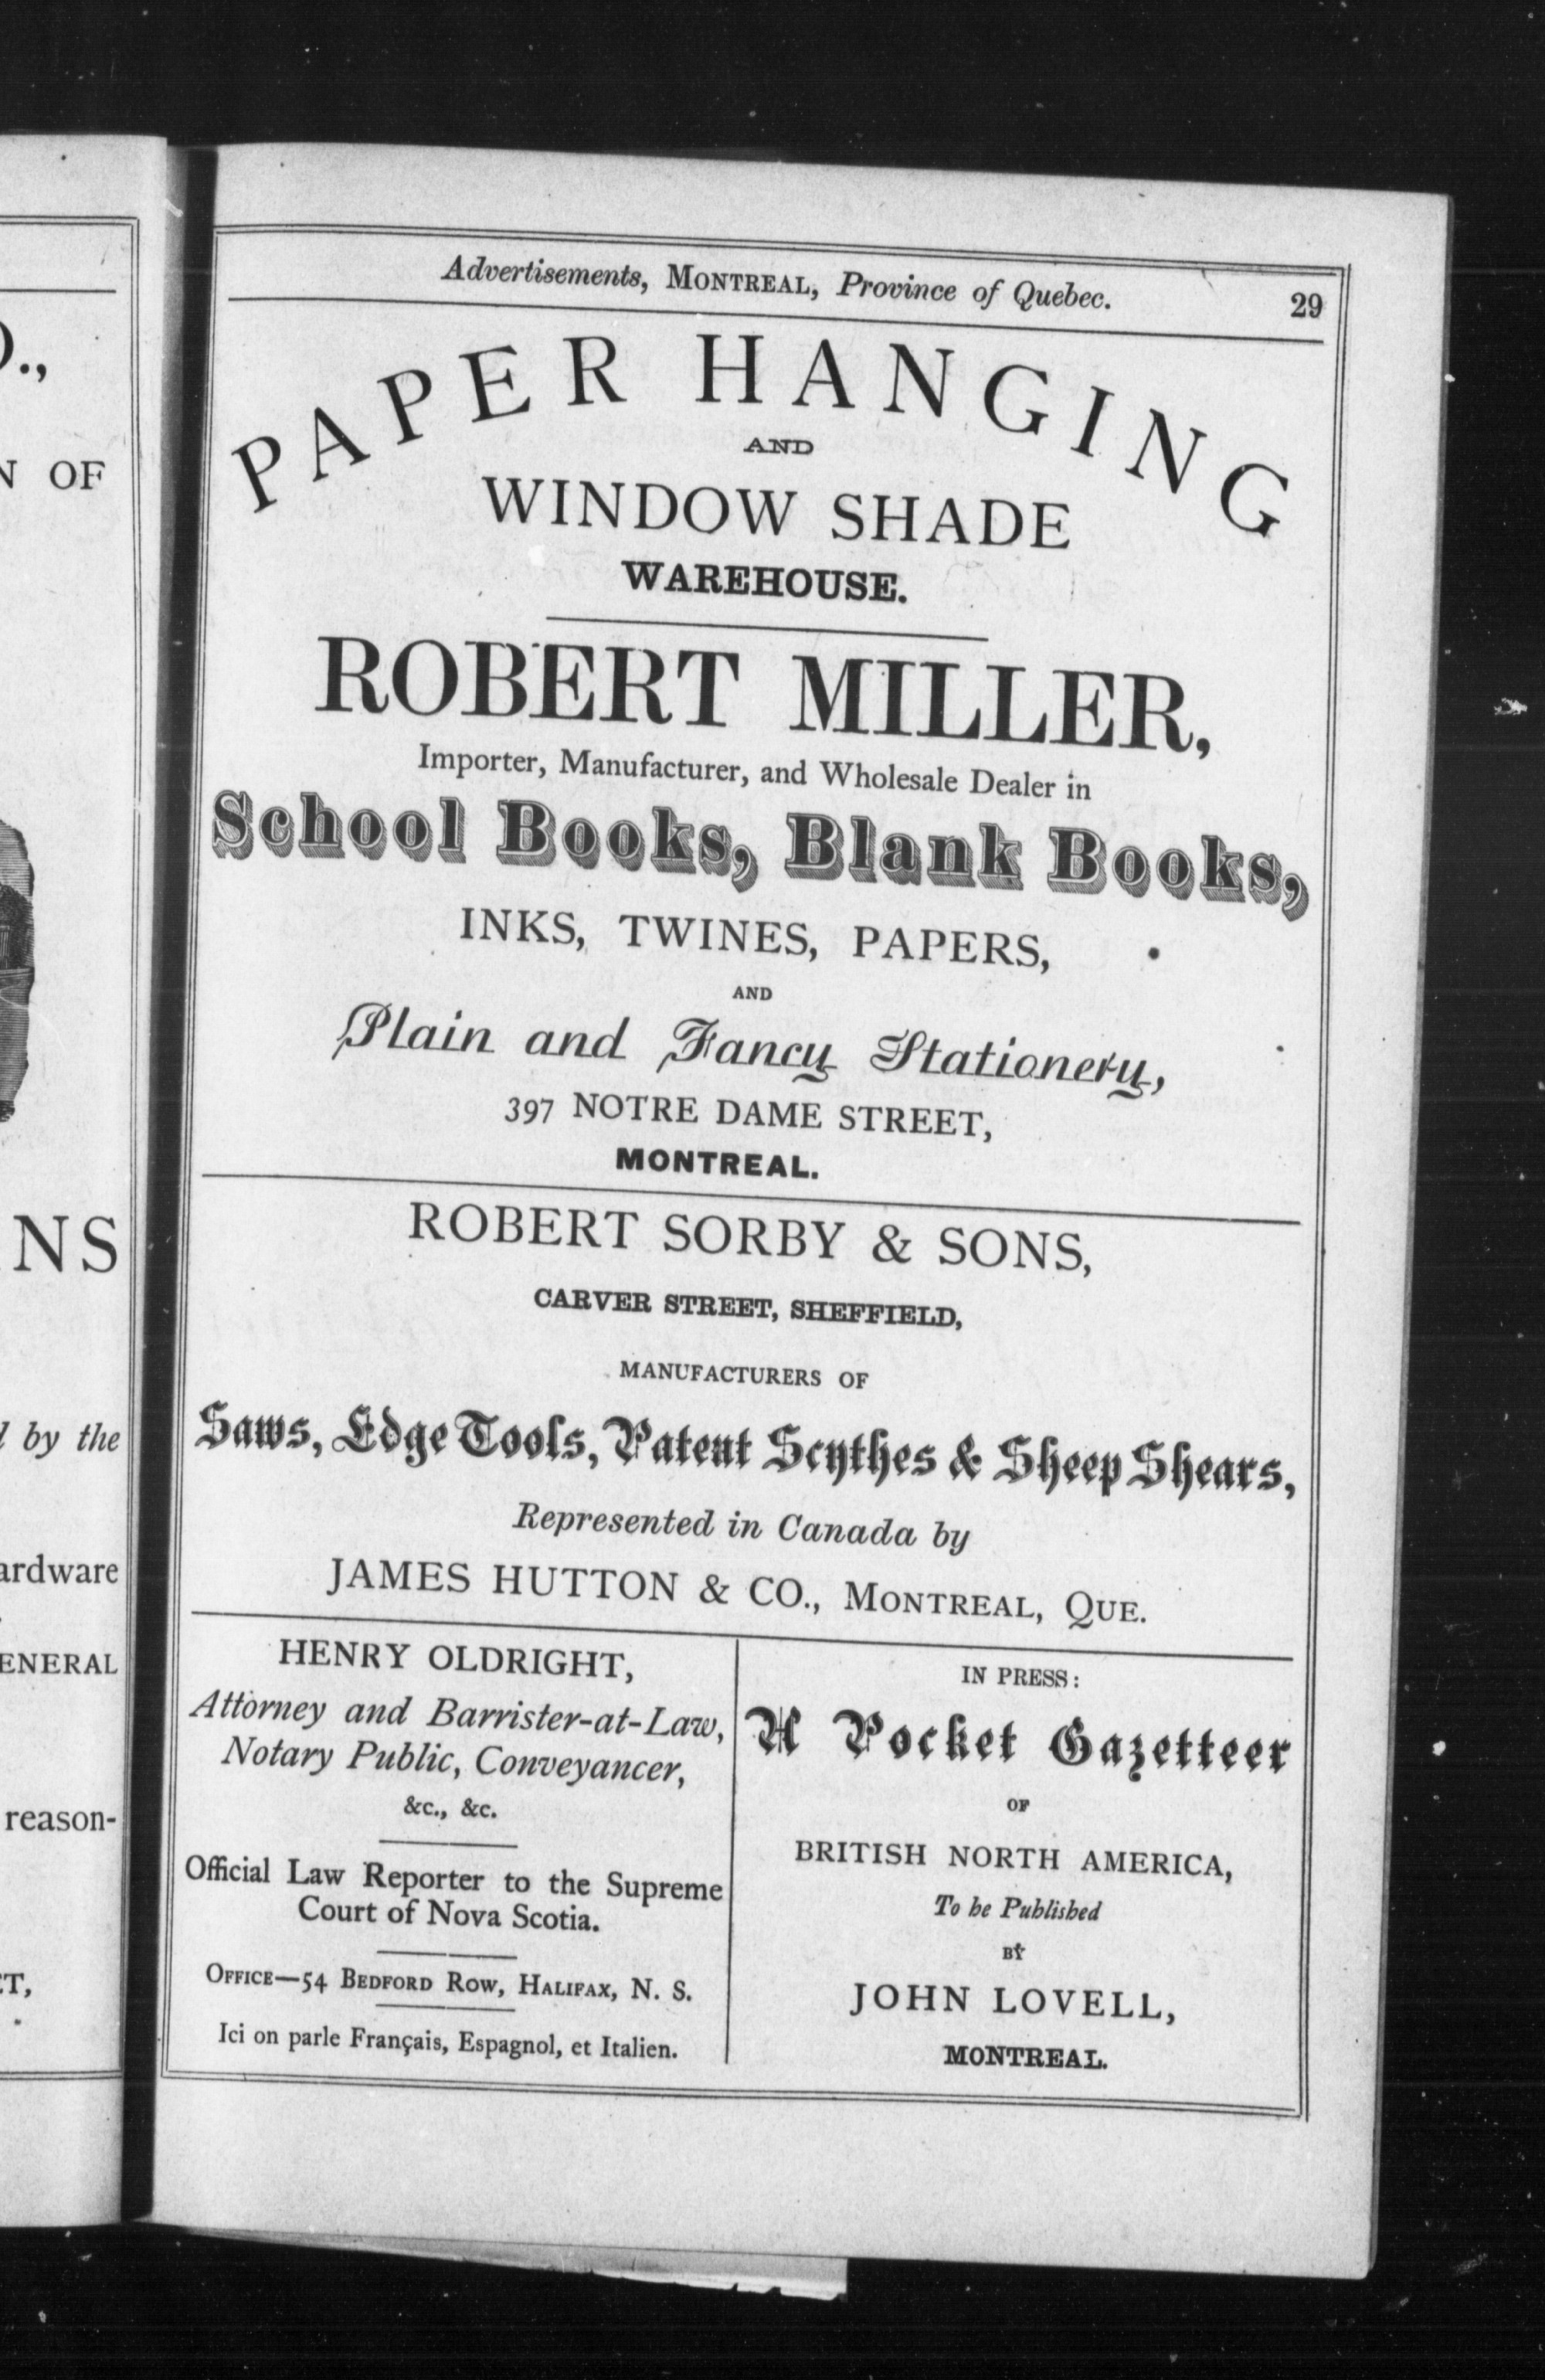 Advertisements, MONTREAL, Province of Quebec. 29
PAPER HANGING
AND
WINDOW SHADE
WAREHOUSE.
ROBERT MILLER,
Importer, Manufacturer, and Wholesale Dealer in
School Books, Blank Books,
INKS, TWINES, PAPERS,
AND
Plain and Fancy Stationery,
397 NOTRE DAME STREET,
MONTREAL.
ROBERT SORBY & SONS,
CARVER STREET, SHEFFIELD,
MANUFACTURERS OF
Saws, Edge Tools, Patent Scythes & Sheep Shears,
Represented in Canada by
JAMES HUTTON & CO., MONTREAL, QUE.
HENRY OLDRIGHT,
Attorney and Barrister-at-Law,
Notary Public, Conveyancer,
&c., &c.
Official Law Reporter to the Supreme
Court of Nova Scotia.
OFFICE—54 BEDFORD ROW, HALIFAX, N. S.
Ici on parle Français, Espagnol, et Italien.
IN PRESS:
A Pocket Gazetteer
OF
BRITISH NORTH AMERICA,
To be Published
BY
JOHN LOVELL,
MONTREAL.
OF
by the
reason-